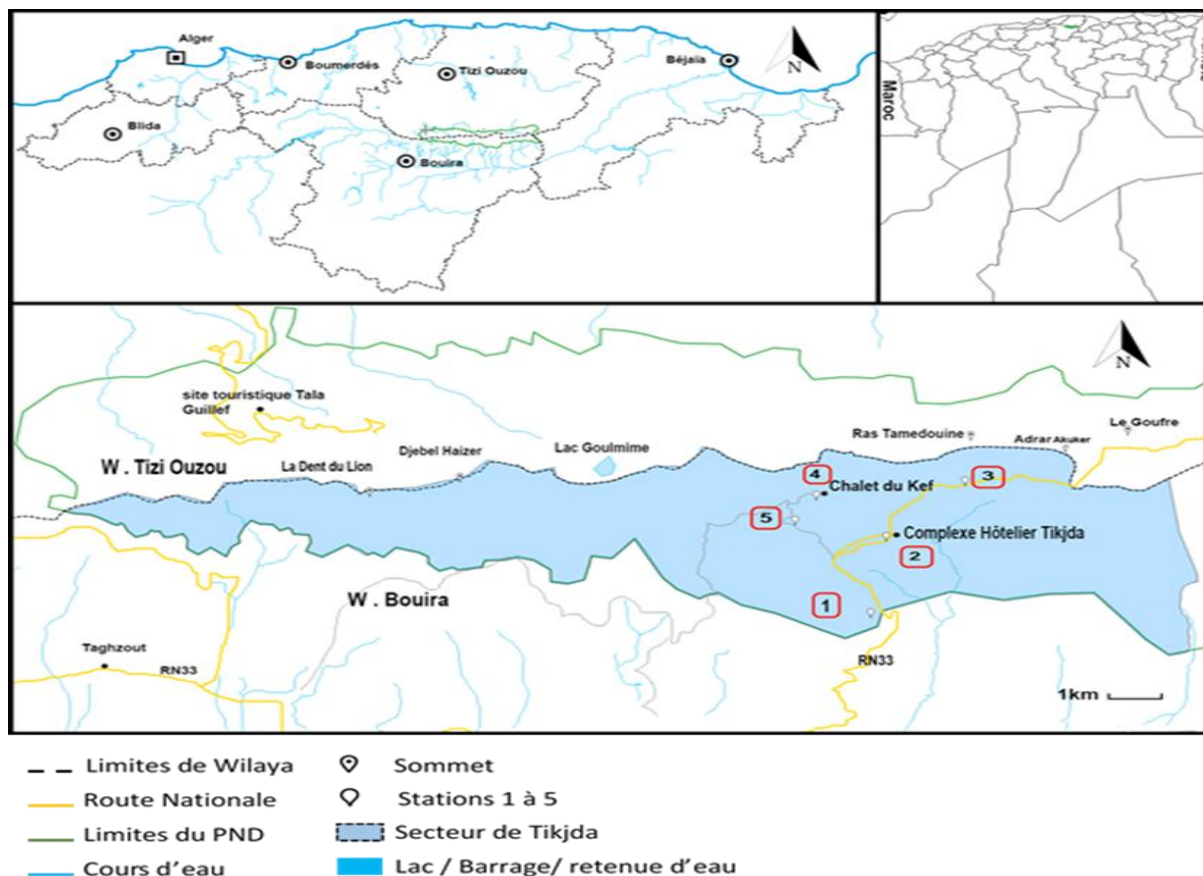 Alger
Boumerdés
Tizi Ouzou
Béjaïa
Blida
Bouira
N
Maroc
N
site touristique Tala
Guillef
Le Goufre
Ras Tamedouine
Adrar Akuker
Lac Goulmime
Djebel Haizer
La Dent du Lion
W . Tizi Ouzou
4
3
Chalet du Kef
5
Complexe Hôtelier Tikjda
2
W . Bouira
1
Taghzout
RN33
RN33
1km
Limites de Wilaya
Sommet
Route Nationale
Stations 1 à 5
Limites du PND
Secteur de Tikjda
Cours d'eau
Lac / Barrage/ retenue d'eau